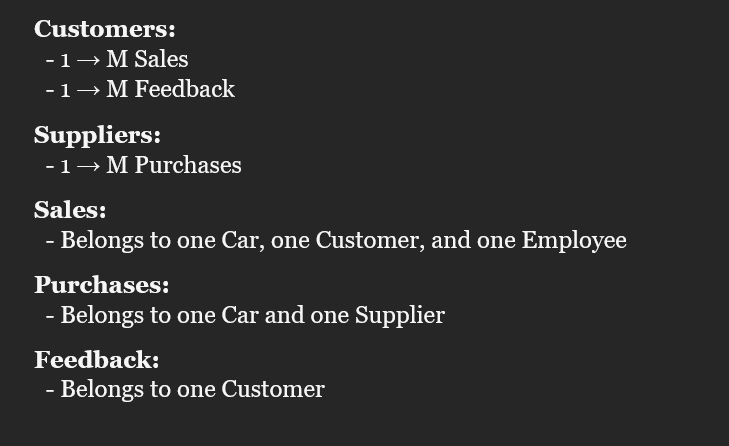 Customers:
- 1 → M Sales
- 1 → M Feedback
Suppliers:
- 1 → M Purchases
Sales:
- Belongs to one Car, one Customer, and one Employee
Purchases:
- Belongs to one Car and one Supplier
Feedback:
- Belongs to one Customer